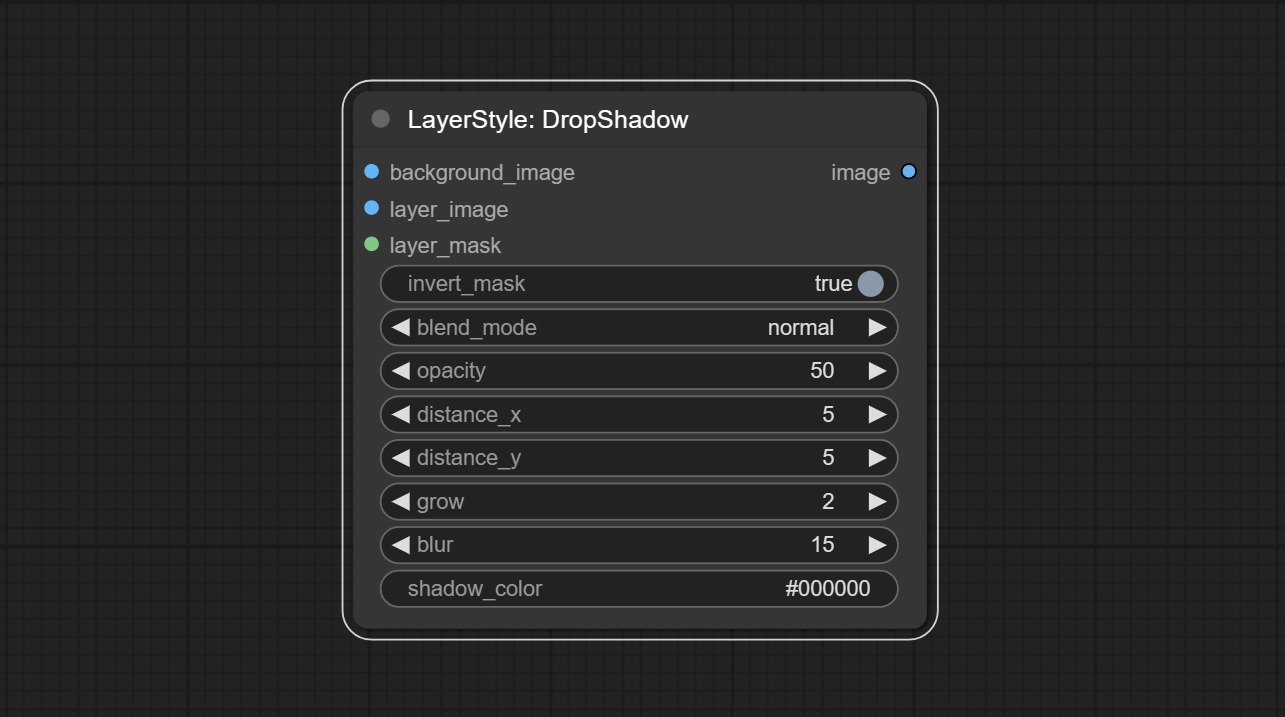 LayerStyle: DropShadow
background_image image
layer_image
layer_mask
invert_mask true
blend_mode normal
opacity 50
distance_x 5
distance_y 5
grow 2
blur 15
shadow_color #000000